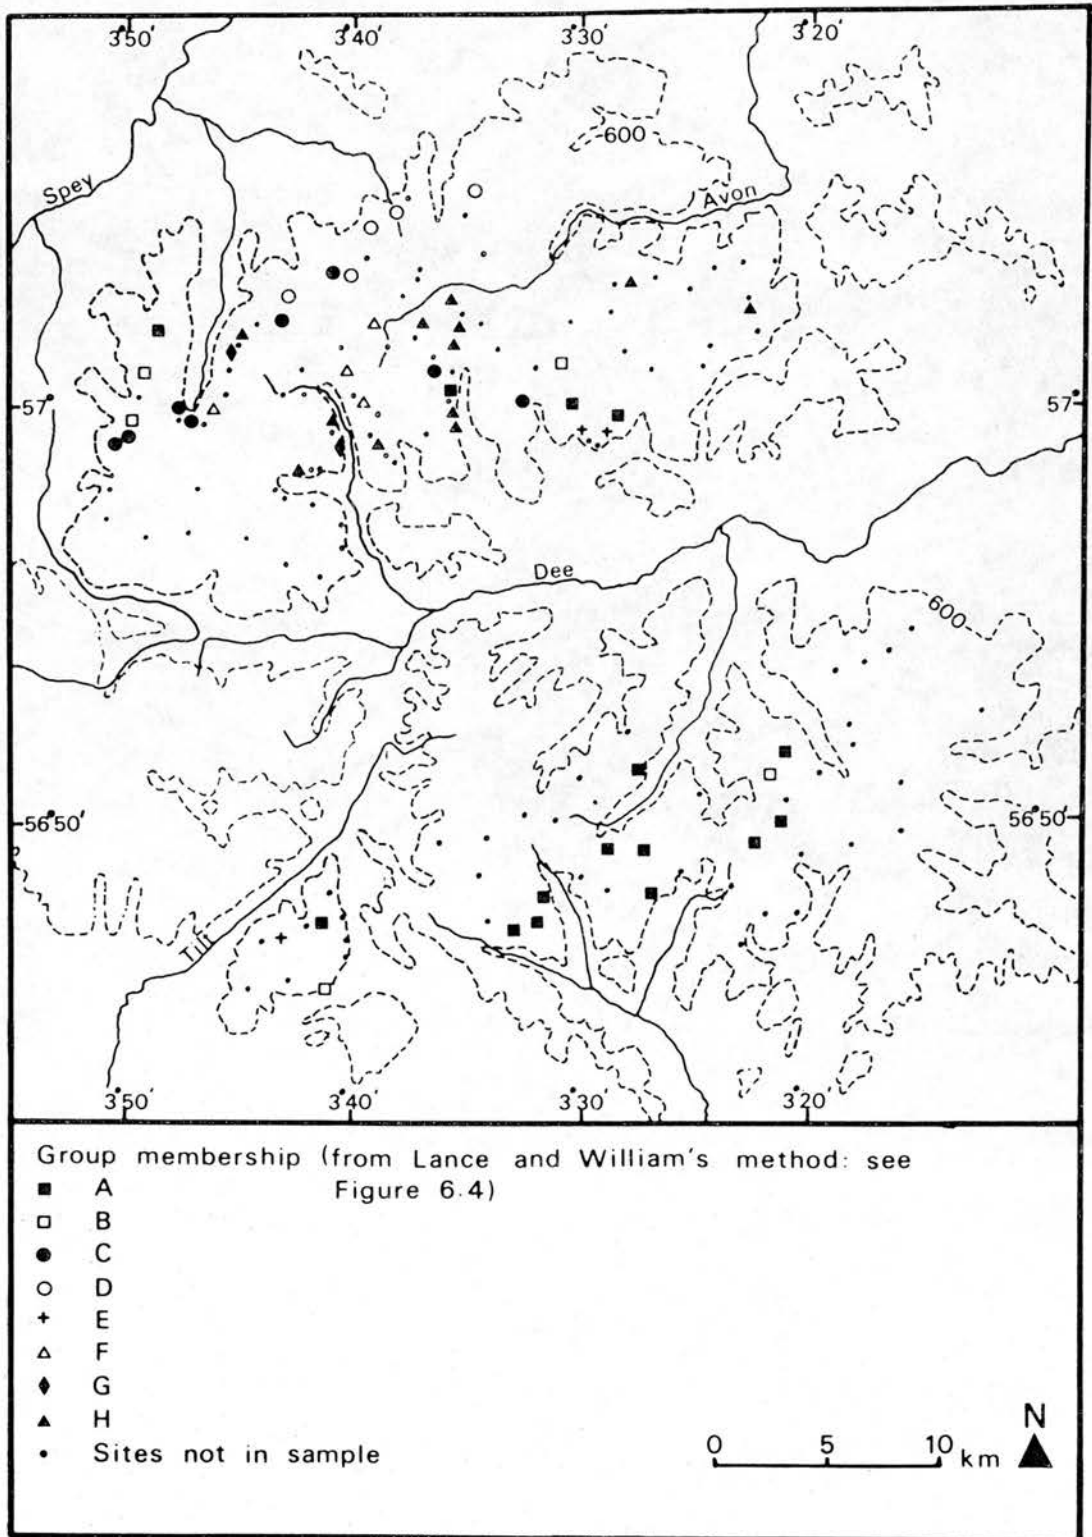 3°50′ 3°40′ 3°30′ 3°20′
600
Spey
Avon
57° 57°
Dee
600
56°50′ 56°50′
Tilt
3°50′ 3°40′ 3°30′ 3°20′
Group membership (from Lance and William's method: see
Figure 6.4)
A
B
C
D
E
F
G
H
Sites not in sample
N
0 5 10 km